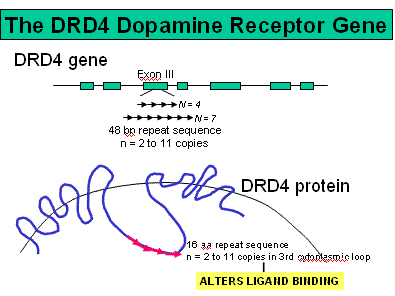 The DRD4 Dopamine Receptor Gene
DRD4 gene
Exon III
N = 4
N = 7
48 bp repeat sequence
n = 2 to 11 copies
DRD4 protein
16 aa repeat sequence
n = 2 to 11 copies in 3rd cytoplasmic loop
ALTERS LIGAND BINDING